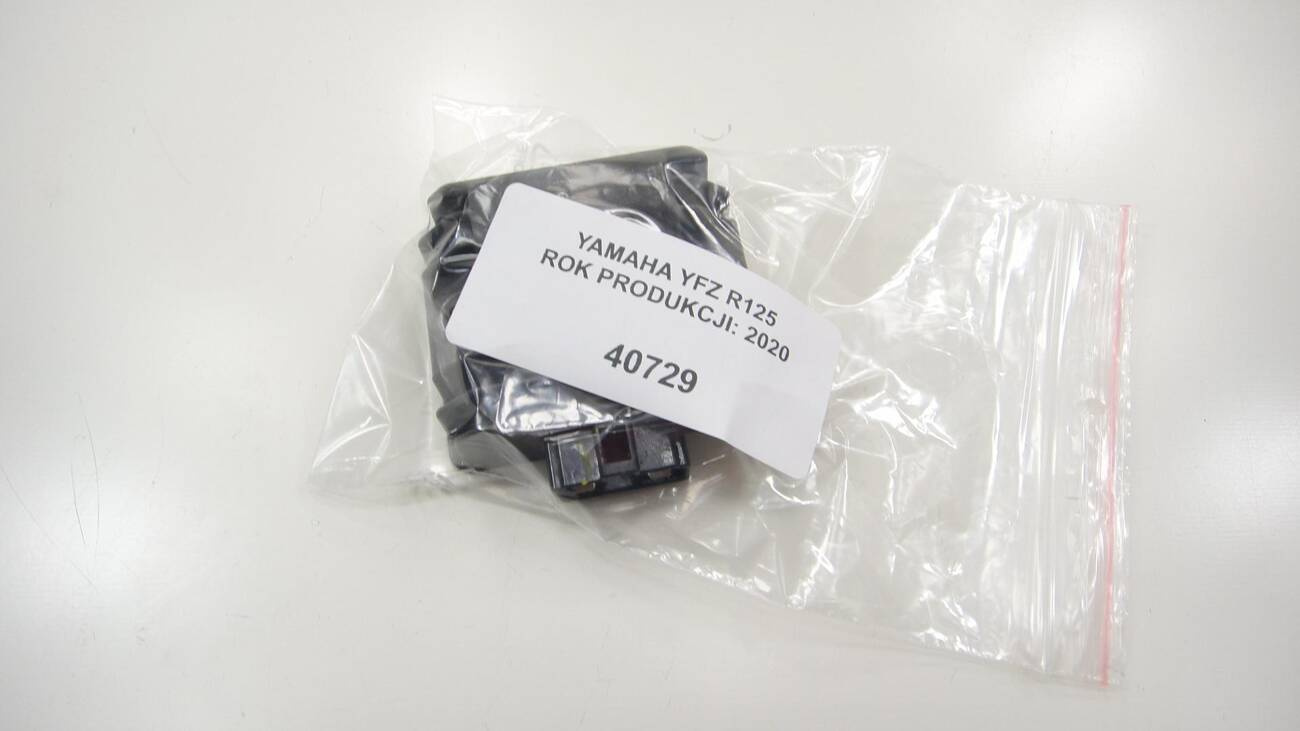 YAMAHA YFZ R125
ROK PRODUKCJI: 2020
40729